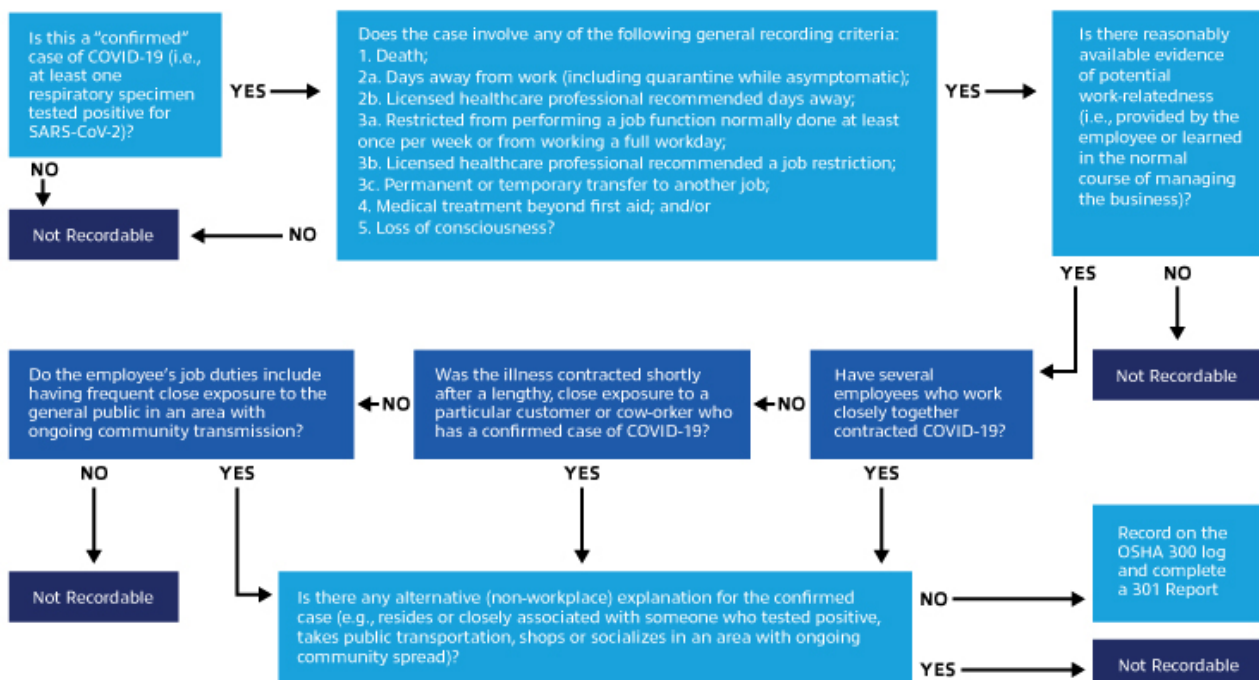 Is this a “confirmed”
case of COVID-19 (i.e.,
at least one
respiratory specimen
tested positive for
SARS-CoV-2)?
YES
NO
Not Recordable
Does the case involve any of the following general recording criteria:
1. Death;
2a. Days away from work (including quarantine while asymptomatic);
2b. Licensed healthcare professional recommended days away;
3a. Restricted from performing a job function normally done at least
once per week or from working a full workday;
3b. Licensed healthcare professional recommended a job restriction;
3c. Permanent or temporary transfer to another job;
4. Medical treatment beyond first aid; and/or
5. Loss of consciousness?
NO
YES
Is there reasonably
available evidence
of potential
work-relatedness
(i.e., provided by the
employee or learned
in the normal
course of managing
the business)?
YES
NO
Not Recordable
Have several
employees who work
closely together
contracted COVID-19?
NO
YES
Was the illness contracted shortly
after a lengthy, close exposure to a
particular customer or cow-orker who
has a confirmed case of COVID-19?
NO
YES
Do the employee’s job duties include
having frequent close exposure to the
general public in an area with
ongoing community transmission?
NO
YES
Not Recordable
Is there any alternative (non-workplace) explanation for the confirmed
case (e.g., resides or closely associated with someone who tested positive,
takes public transportation, shops or socializes in an area with ongoing
community spread)?
NO
Record on the
OSHA 300 log
and complete
a 301 Report
YES
Not Recordable